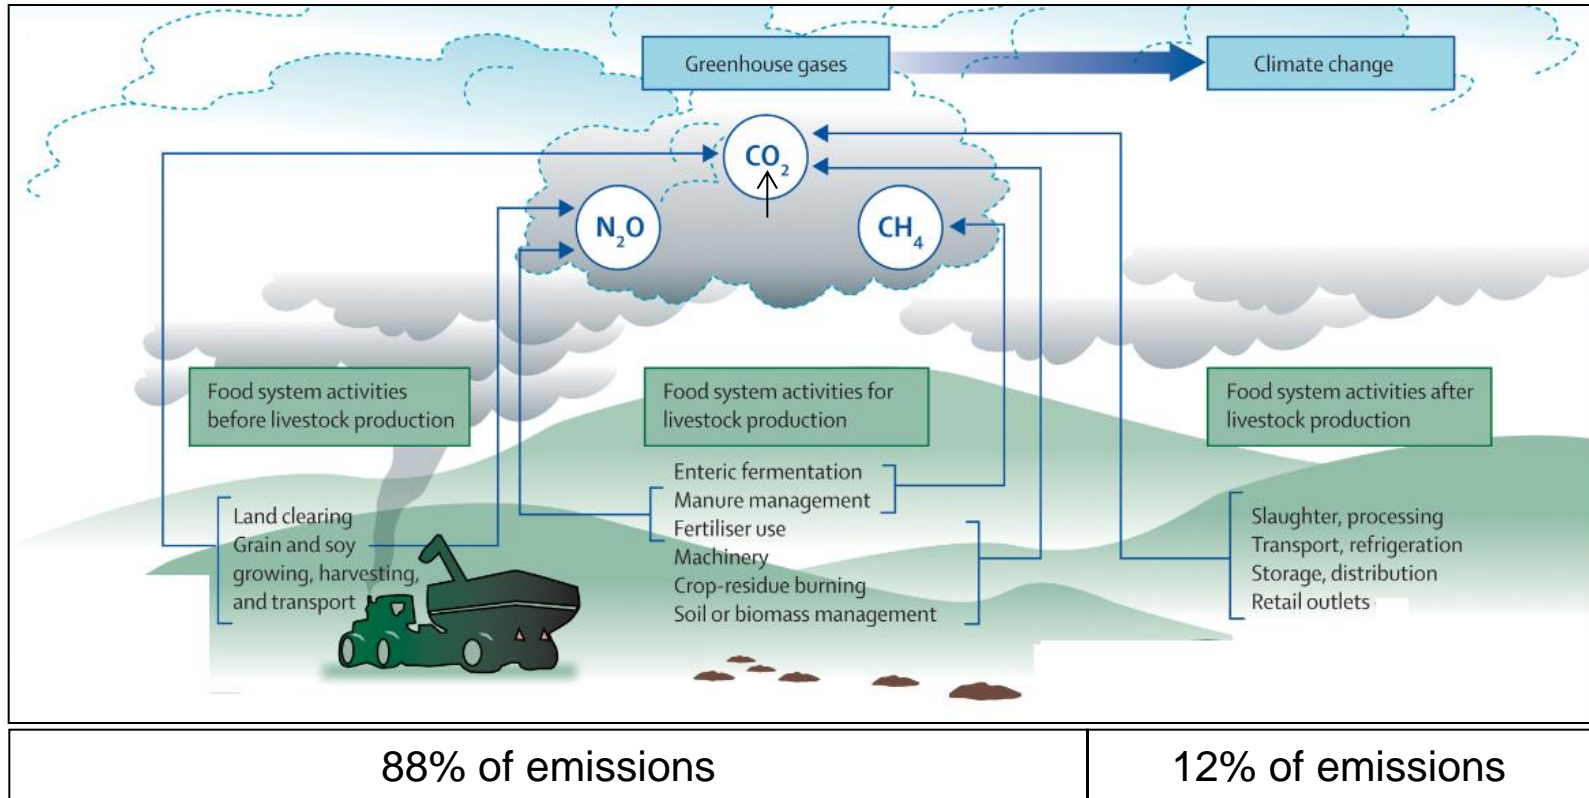 Greenhouse gases
Climate change
CO₂
N₂O
CH₄
Food system activities
before livestock production
Food system activities for
livestock production
Food system activities after
livestock production
Land clearing
Grain and soy
growing, harvesting,
and transport
Enteric fermentation
Manure management
Fertiliser use
Machinery
Crop-residue burning
Soil or biomass management
Slaughter, processing
Transport, refrigeration
Storage, distribution
Retail outlets
88% of emissions
12% of emissions